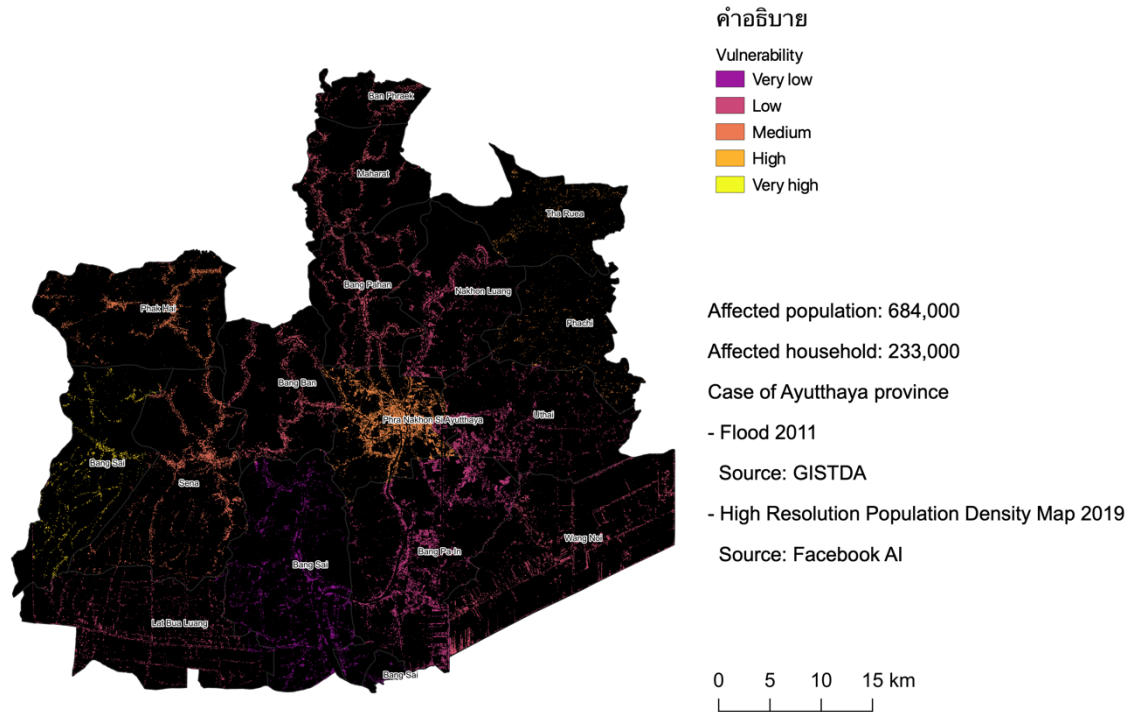 คำอธิบาย
Vulnerability
Very low
Low
Medium
High
Very high
Ban Phraek
Maharat
Tha Ruea
Bang Pahan
Nakhon Luang
Phak Hai
Phachi
Bang Ban
Phra Nakhon Si Ayutthaya
Uthai
Bang Sai
Sena
Wang Noi
Bang Pa-In
Bang Sai
Lat Bua Luang
Bang Sai
Affected population: 684,000
Affected household: 233,000
Case of Ayutthaya province
- Flood 2011
Source: GISTDA
- High Resolution Population Density Map 2019
Source: Facebook AI
0 5 10 15 km